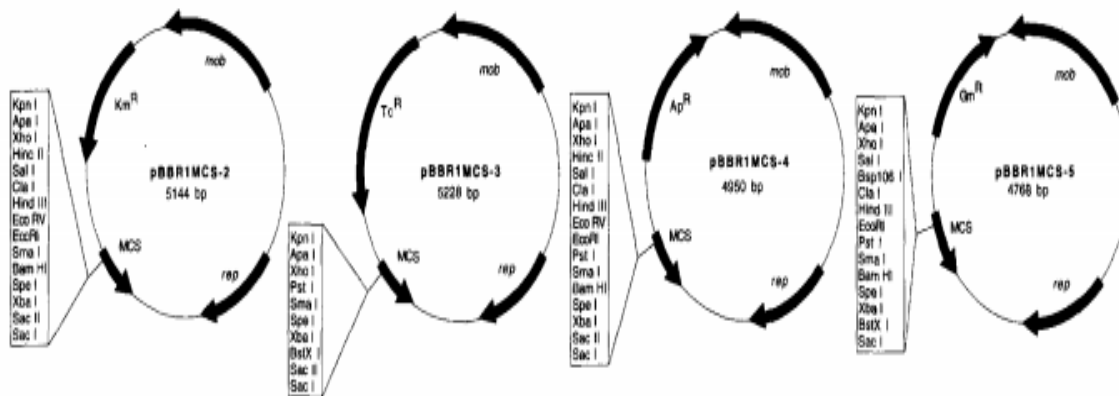 Kpn I
Apa I
Xho I
Hinc II
Sal I
Cla I
Hind III
Eco RV
EcoRI
Sma I
Bam HI
Spe I
Xba I
Sac II
Sac I
Km R
mob
pBBR1MCS-2
5144 bp
MCS
rep
Kpn I
Apa I
Xho I
Pst I
Sma I
Spe I
Xba I
BstX I
Sac II
Sac I
Tc R
mob
pBBR1MCS-3
5228 bp
MCS
rep
Kpn I
Apa I
Xho I
Hinc II
Sal I
Cla I
Hind III
Eco RV
EcoRI
Pst I
Sma I
Bam HI
Spe I
Xba I
Sac II
Sac I
Ap R
mob
pBBR1MCS-4
4950 bp
MCS
rep
Kpn I
Apa I
Xho I
Sal I
Bsp106 I
Cla I
Hind III
EcoRI
Pst I
Sma I
Bam HI
Spe I
Xba I
BstX I
Sac I
Gm R
mob
pBBR1MCS-5
4768 bp
MCS
rep